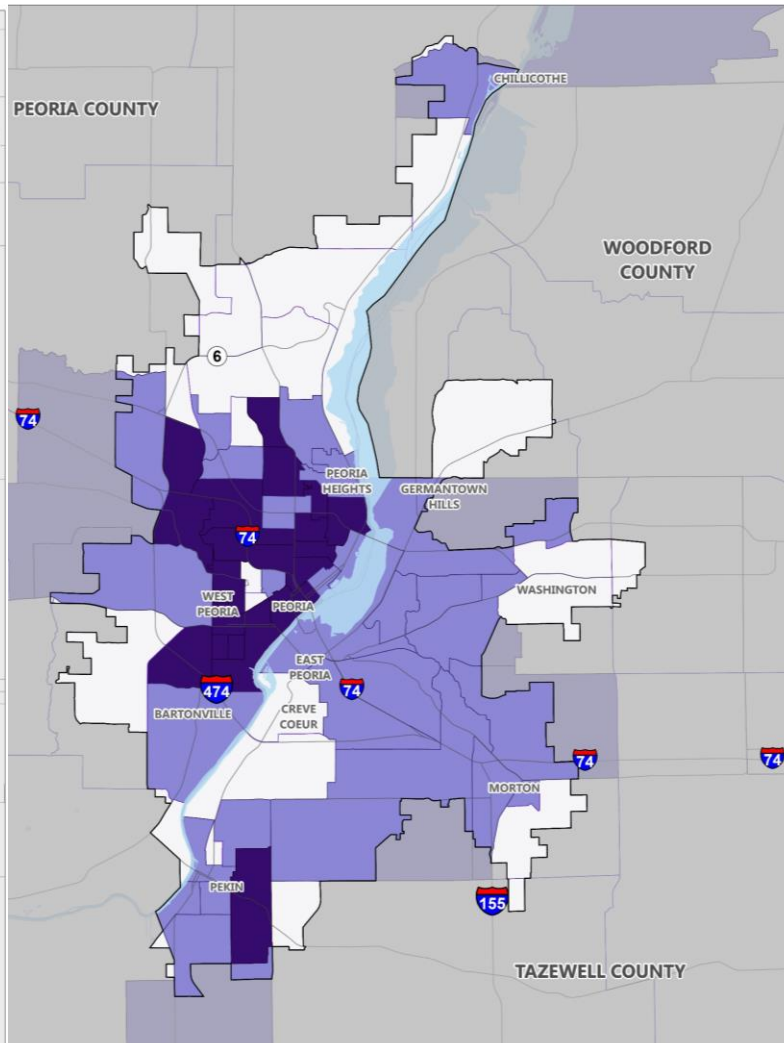 CHILLICOTHE
PEORIA COUNTY
WOODFORD
COUNTY
6
74
PEORIA
HEIGHTS
GERMANTOWN
HILLS
74
WASHINGTON
WEST
PEORIA
PEORIA
EAST
PEORIA
474
74
BARTONVILLE
CREVE
COEUR
74
74
MORTON
PEKIN
155
TAZEWELL COUNTY